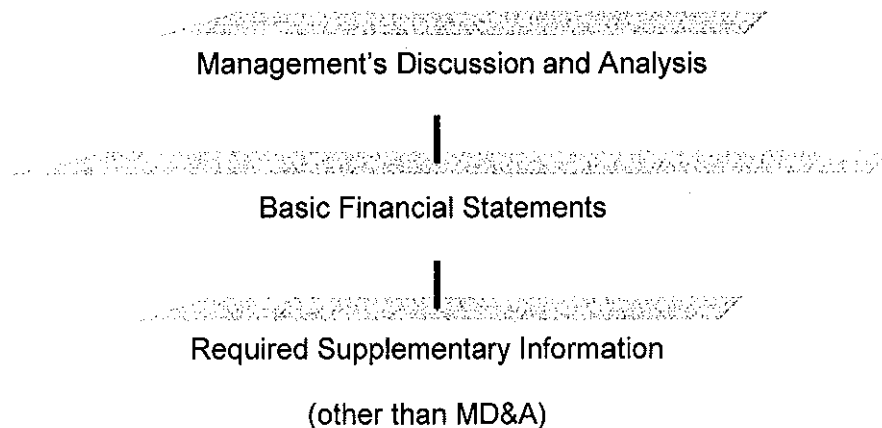 Management's Discussion and Analysis
Basic Financial Statements
Required Supplementary Information
(other than MD&A)